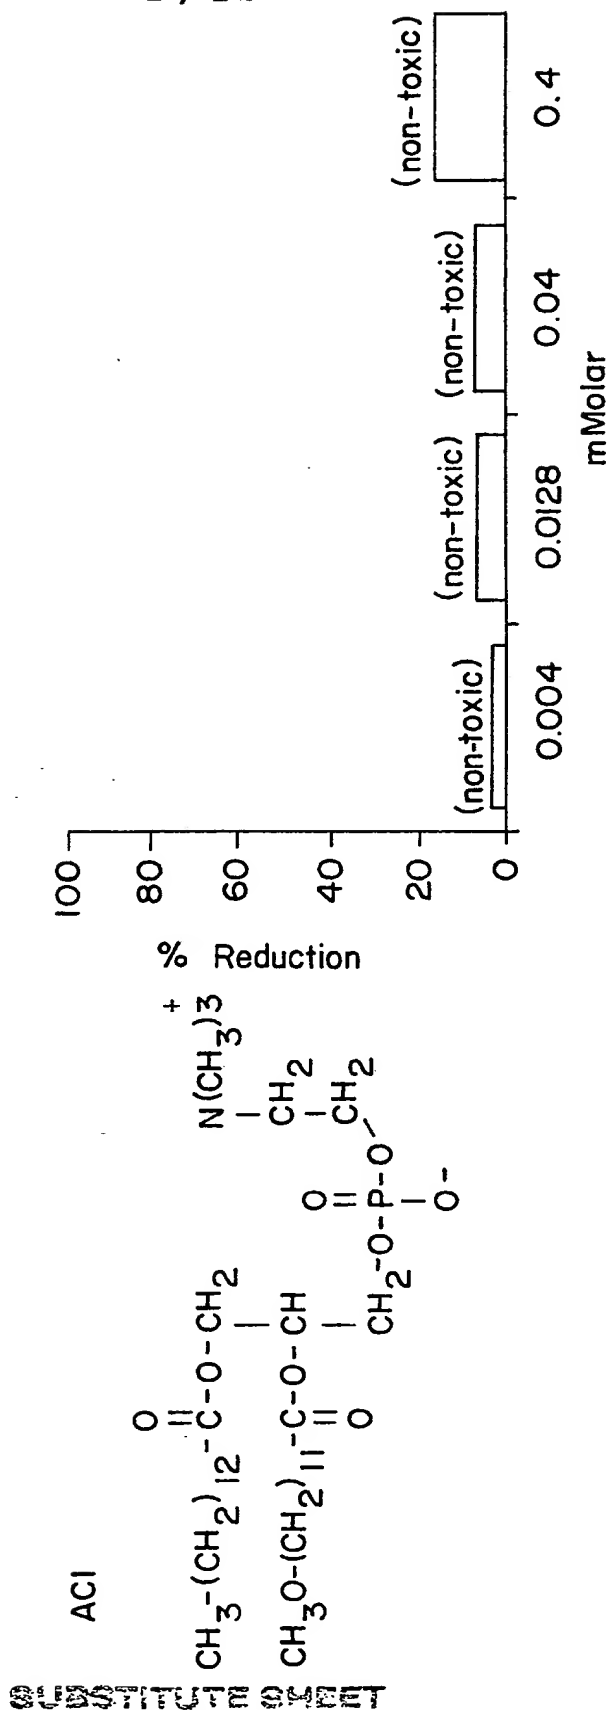 SUBSTITUTE SHEET
AC1
O
||
CH3-(CH2)12-C-O-CH2
|
CH3O-(CH2)11-C-O-CH
||
O
|
CH2-O-P-O
O
||
|
O-
+
N(CH3)3
|
CH2
|
CH2
% Reduction
100
80
60
40
20
0
(non-toxic)
(non-toxic)
(non-toxic)
(non-toxic)
0.004
0.0128
0.04
0.4
mMolar